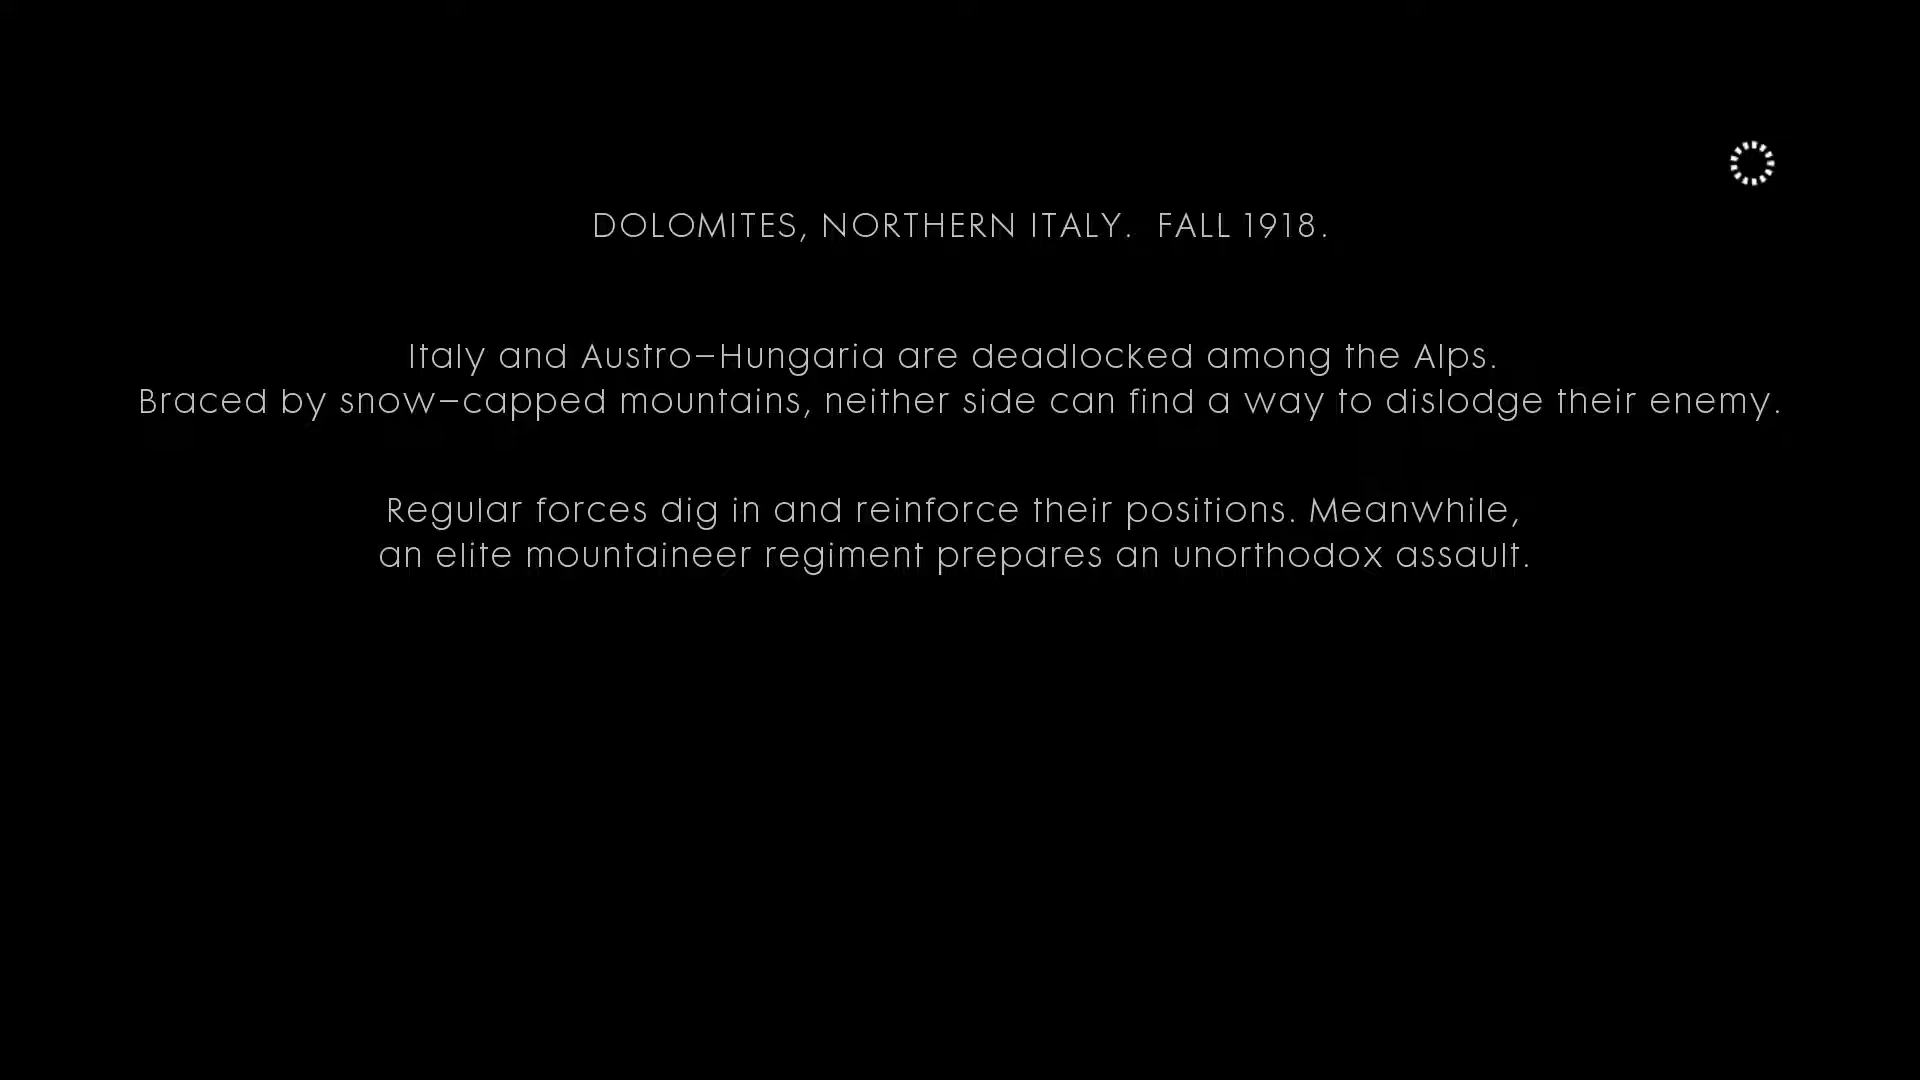 DOLOMITES, NORTHERN ITALY.  FALL 1918.
Italy and Austro-Hungaria are deadlocked among the Alps.
Braced by snow-capped mountains, neither side can find a way to dislodge their enemy.
Regular forces dig in and reinforce their positions. Meanwhile,
an elite mountaineer regiment prepares an unorthodox assault.